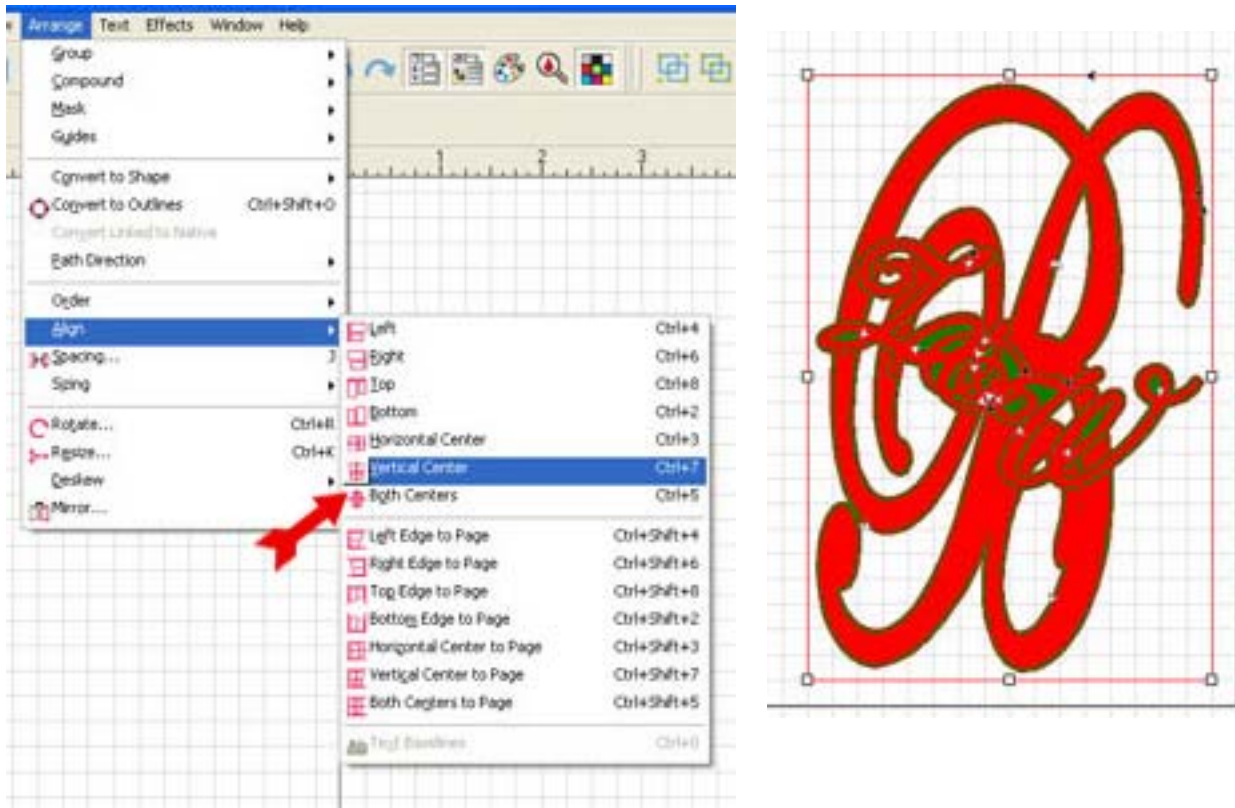 Arrange Text Effects Window Help
Group
Compound
Mask
Guides
Convert to Shape
Convert to Outlines Ctrl+Shift+O
Convert Linked to Native
Path Direction
Order
Align
Spacing... J
Sizing
Rotate... Ctrl+R
Resize... Ctrl+K
Deskew
Mirror...
1 2 3
Left Ctrl+4
Right Ctrl+6
Top Ctrl+8
Bottom Ctrl+2
Horizontal Center Ctrl+3
Vertical Center Ctrl+7
Both Centers Ctrl+5
Left Edge to Page Ctrl+Shift+4
Right Edge to Page Ctrl+Shift+6
Top Edge to Page Ctrl+Shift+8
Bottom Edge to Page Ctrl+Shift+2
Horizontal Center to Page Ctrl+Shift+3
Vertical Center to Page Ctrl+Shift+7
Both Centers to Page Ctrl+Shift+5
Text Baselines Ctrl+0